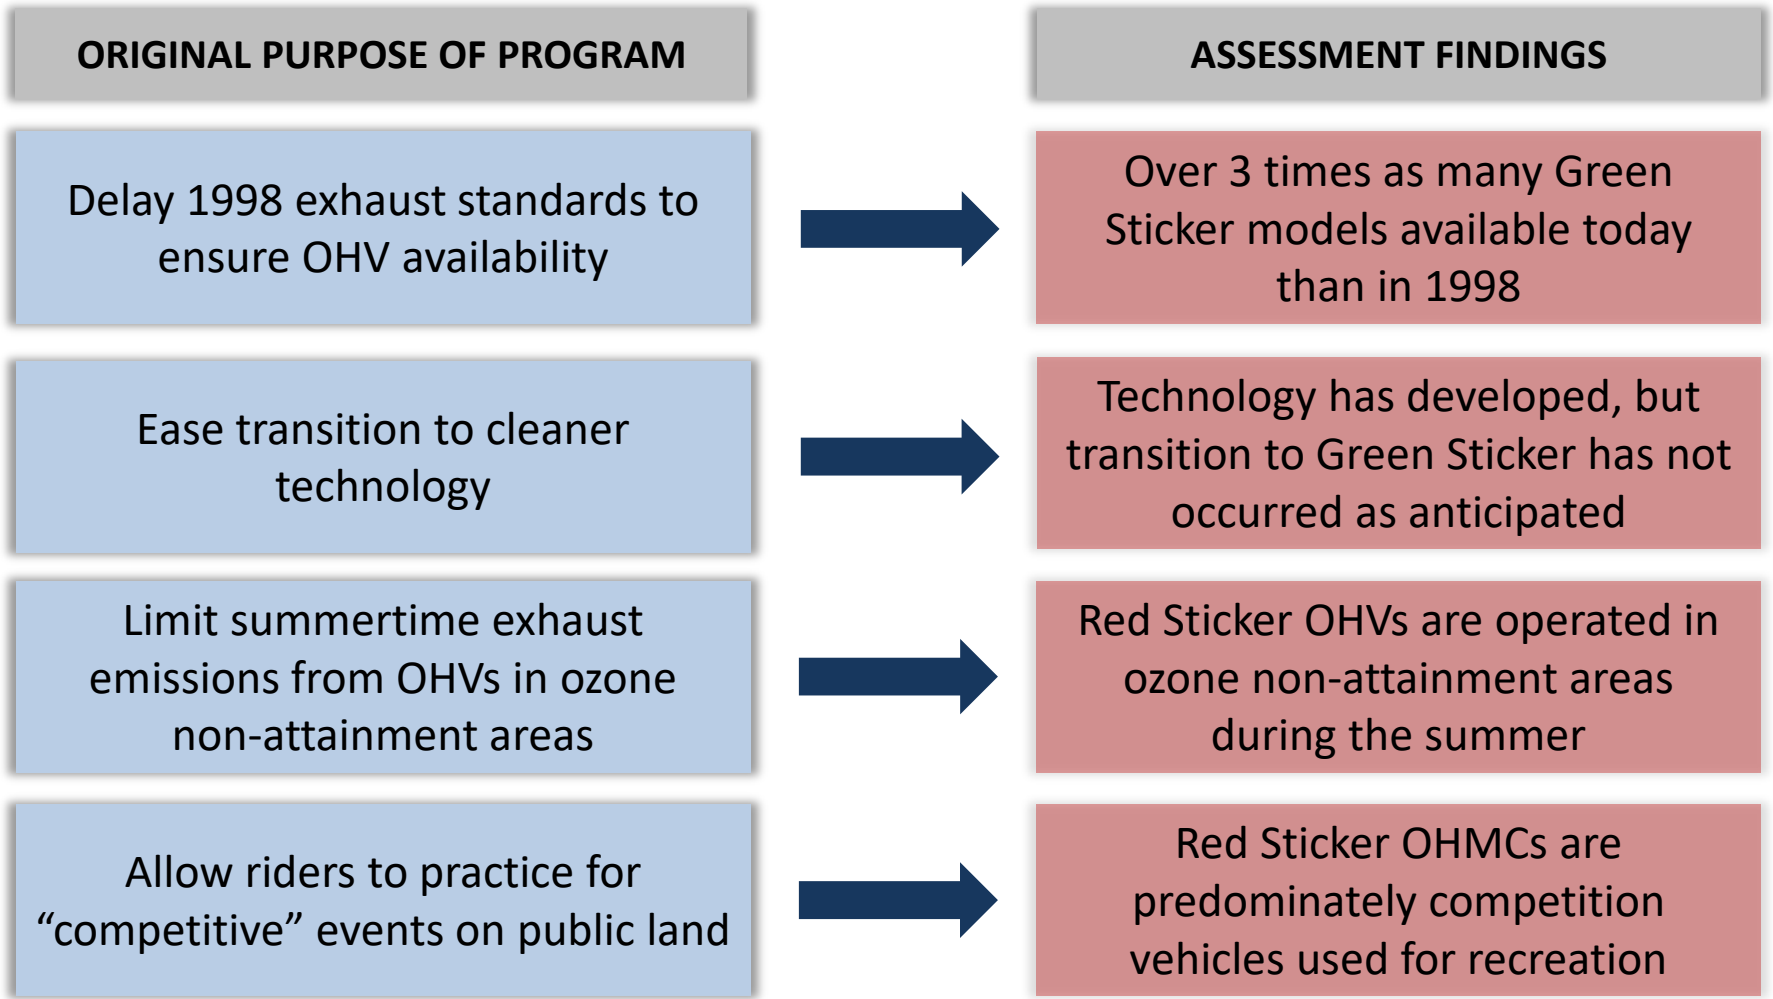 ORIGINAL PURPOSE OF PROGRAM
ASSESSMENT FINDINGS
Delay 1998 exhaust standards to
ensure OHV availability
Over 3 times as many Green
Sticker models available today
than in 1998
Ease transition to cleaner
technology
Technology has developed, but
transition to Green Sticker has not
occurred as anticipated
Limit summertime exhaust
emissions from OHVs in ozone
non-attainment areas
Red Sticker OHVs are operated in
ozone non-attainment areas
during the summer
Allow riders to practice for
“competitive” events on public land
Red Sticker OHMCs are
predominately competition
vehicles used for recreation